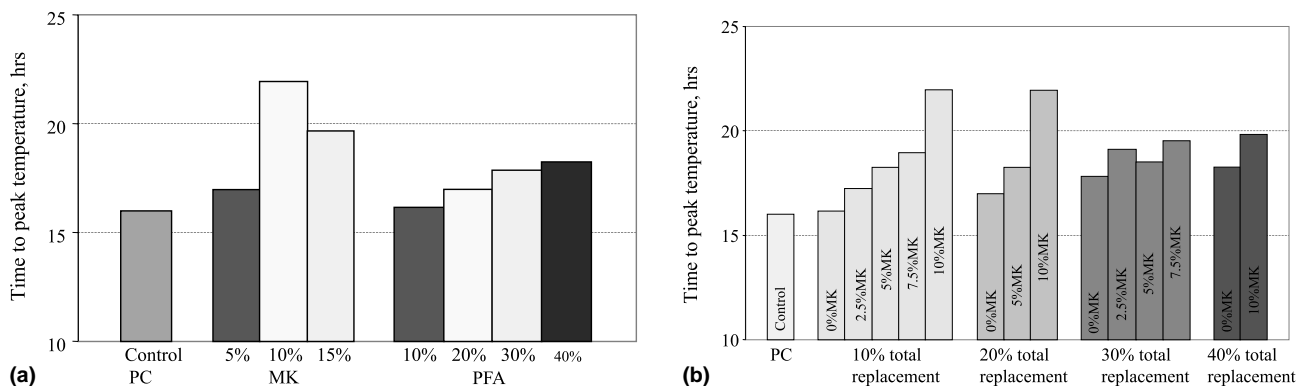 25
20
15
10
Time to peak temperature, hrs
Control 5% 10% 15% 10% 20% 30% 40%
PC MK PFA
(a)
25
20
15
10
Time to peak temperature, hrs
Control
0%MK
2.5%MK
5%MK
7.5%MK
10%MK
0%MK
5%MK
10%MK
0%MK
2.5%MK
5%MK
7.5%MK
0%MK
10%MK
PC 10% total 20% total 30% total 40% total
replacement replacement replacement replacement
(b)